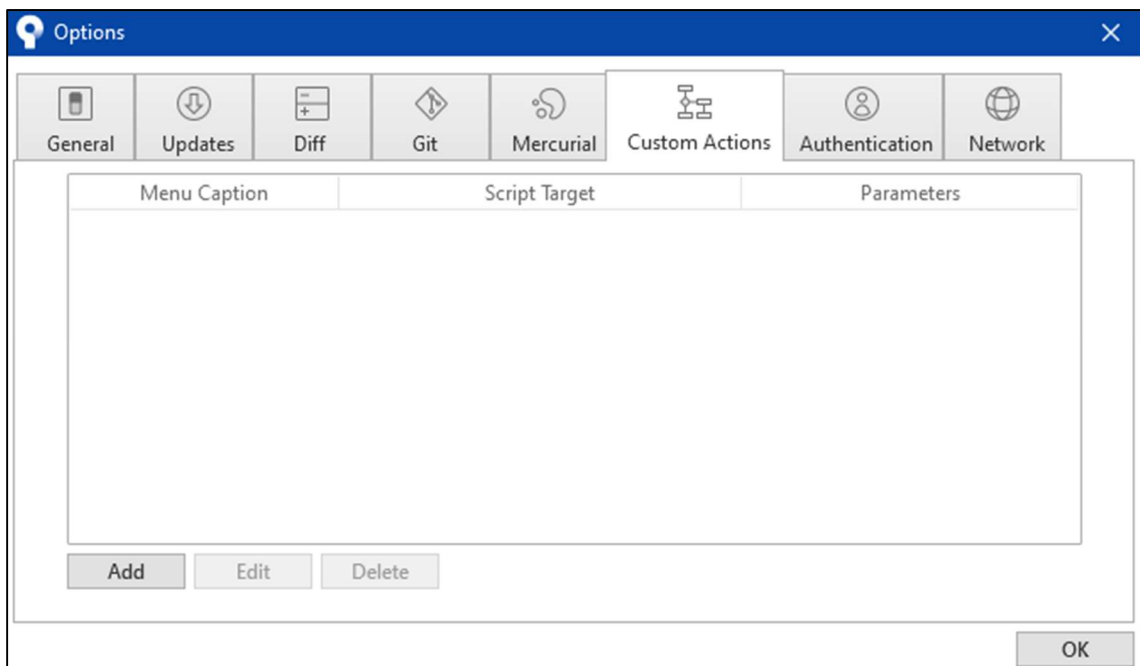 Options
General Updates Diff Git Mercurial Custom Actions Authentication Network
Menu Caption Script Target Parameters
Add Edit Delete
OK